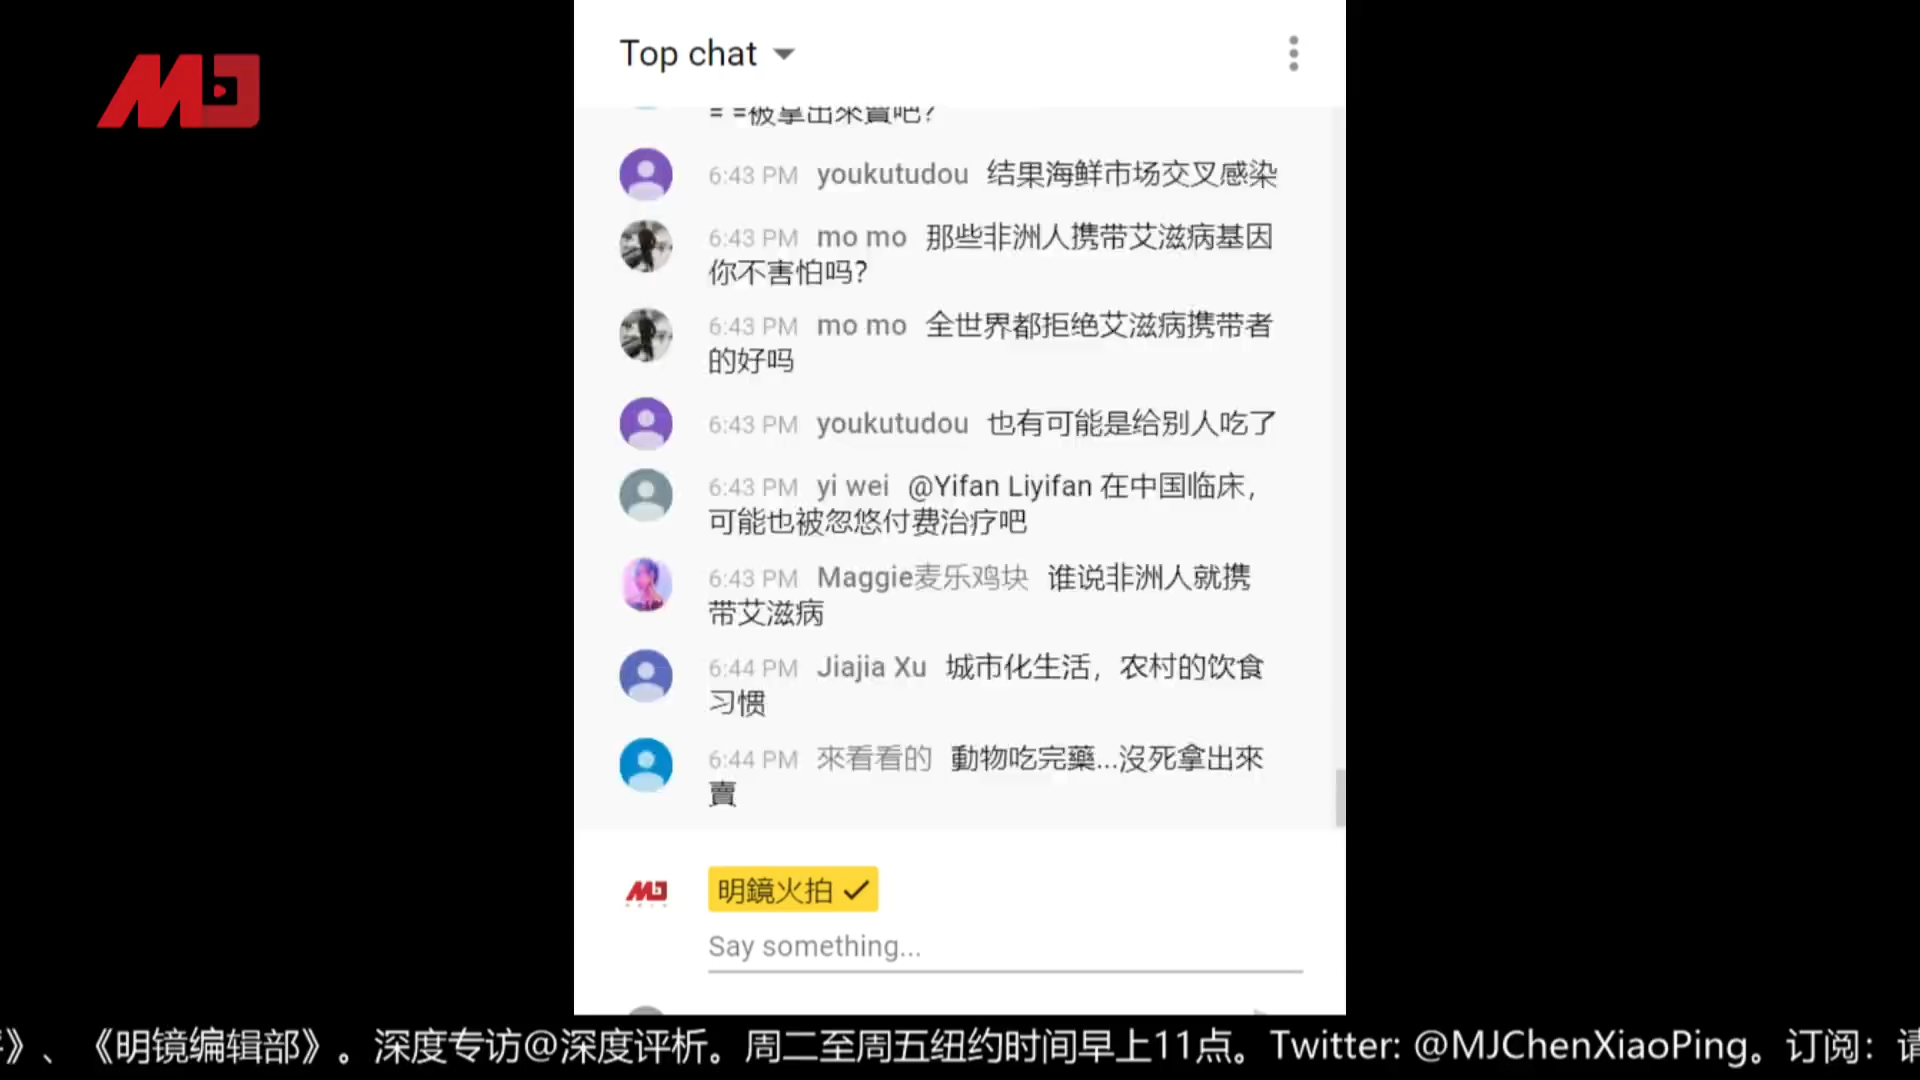 MJ
Top chat
= =被拿出來賣吧?
6:43 PM youkutudou 结果海鲜市场交叉感染
6:43 PM mo mo 那些非洲人携带艾滋病基因
你不害怕吗?
6:43 PM mo mo 全世界都拒绝艾滋病携带者
的好吗
6:43 PM youkutudou 也有可能是给别人吃了
6:43 PM yi wei @Yifan Liyifan 在中国临床,
可能也被忽悠付费治疗吧
6:43 PM Maggie麦乐鸡块 谁说非洲人就携
带艾滋病
6:44 PM Jiajia Xu 城市化生活，农村的饮食
习惯
6:44 PM 來看看的 動物吃完藥...沒死拿出來
賣
明鏡火拍
Say something...
》、《明镜编辑部》。深度专访@深度评析。周二至周五纽约时间早上11点。Twitter: @MJChenXiaoPing。订阅：请